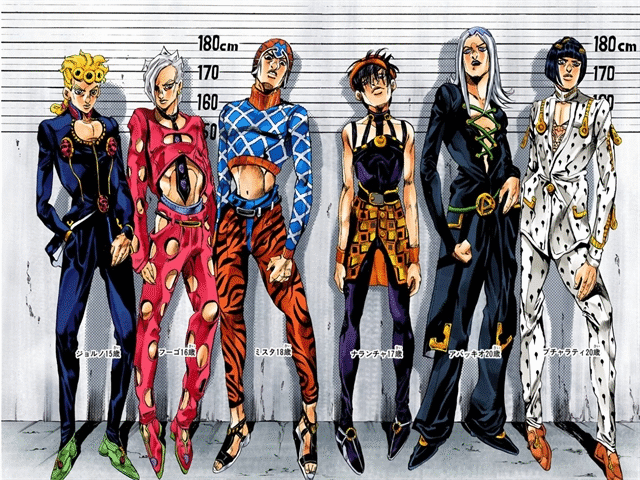 180cm
180cm
170
170
160
160
50
ジョルノ15歳
フーゴ16歳
ミスタ18歳
ナランチャ17歳
アバッキオ20歳
ブチャラティ20歳